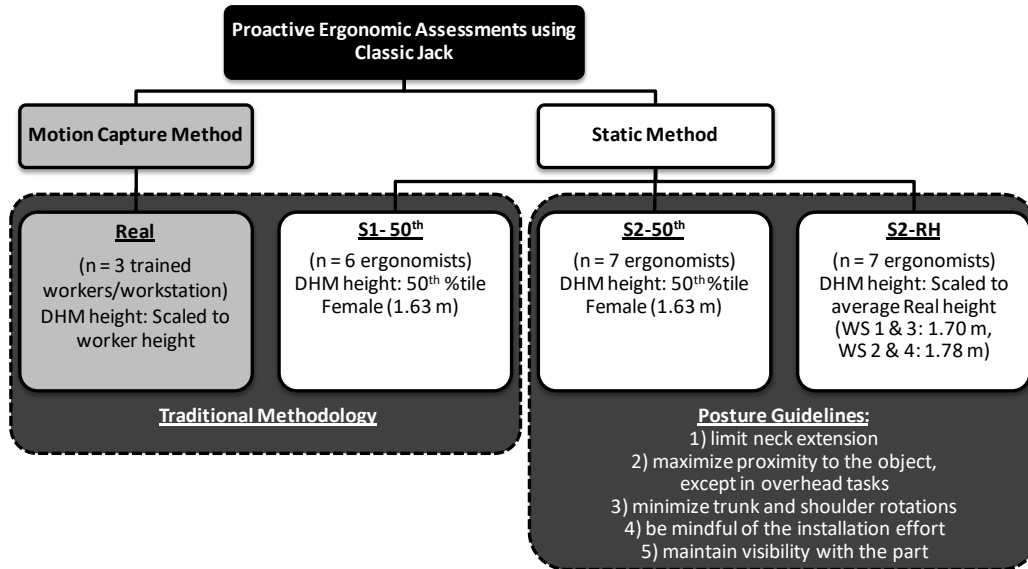 Proactive Ergonomic Assessments using
Classic Jack
Motion Capture Method
Static Method
Real
(n = 3 trained
workers/workstation)
DHM height: Scaled to
worker height
S1- 50th
(n = 6 ergonomists)
DHM height: 50th %tile
Female (1.63 m)
Traditional Methodology
S2-50th
(n = 7 ergonomists)
DHM height: 50th %tile
Female (1.63 m)
S2-RH
(n = 7 ergonomists)
DHM height: Scaled to
average Real height
(WS 1 & 3: 1.70 m,
WS 2 & 4: 1.78 m)
Posture Guidelines:
1) limit neck extension
2) maximize proximity to the object,
except in overhead tasks
3) minimize trunk and shoulder rotations
4) be mindful of the installation effort
5) maintain visibility with the part